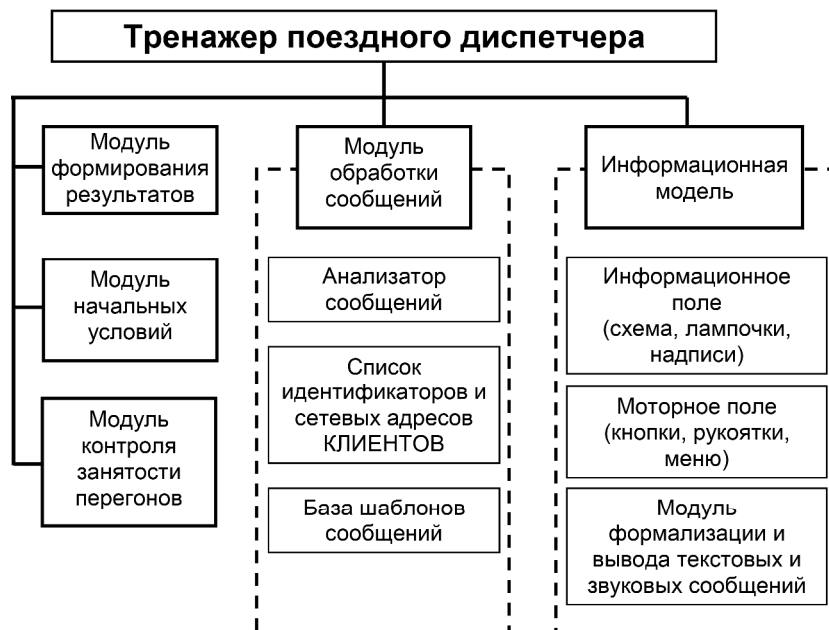 Тренажер поездного диспетчера
Модуль
формирования
результатов
Модуль
начальных
условий
Модуль
контроля
занятости
перегонов
Модуль
обработки
сообщений
Анализатор
сообщений
Список
идентификаторов и
сетевых адресов
КЛИЕНТОВ
База шаблонов
сообщений
Информационная
модель
Информационное
поле
(схема, лампочки,
надписи)
Моторное поле
(кнопки, рукоятки,
меню)
Модуль
формализации и
вывода текстовых и
звуковых сообщений